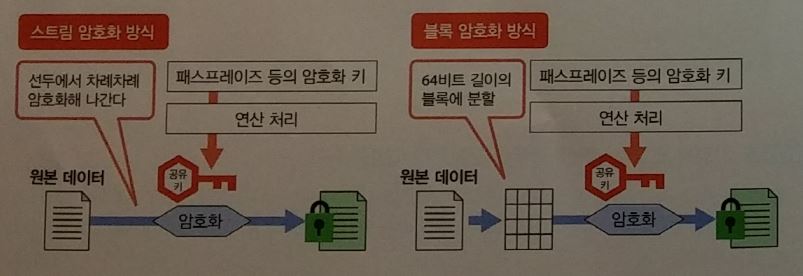 스트림 암호화 방식
선두에서 차례차례
암호화해 나간다
패스프레이즈 등의 암호화 키
연산 처리
공유
키
원본 데이터
암호화
블록 암호화 방식
64비트 길이의
블록에 분할
패스프레이즈 등의 암호화 키
연산 처리
공유
키
원본 데이터
암호화